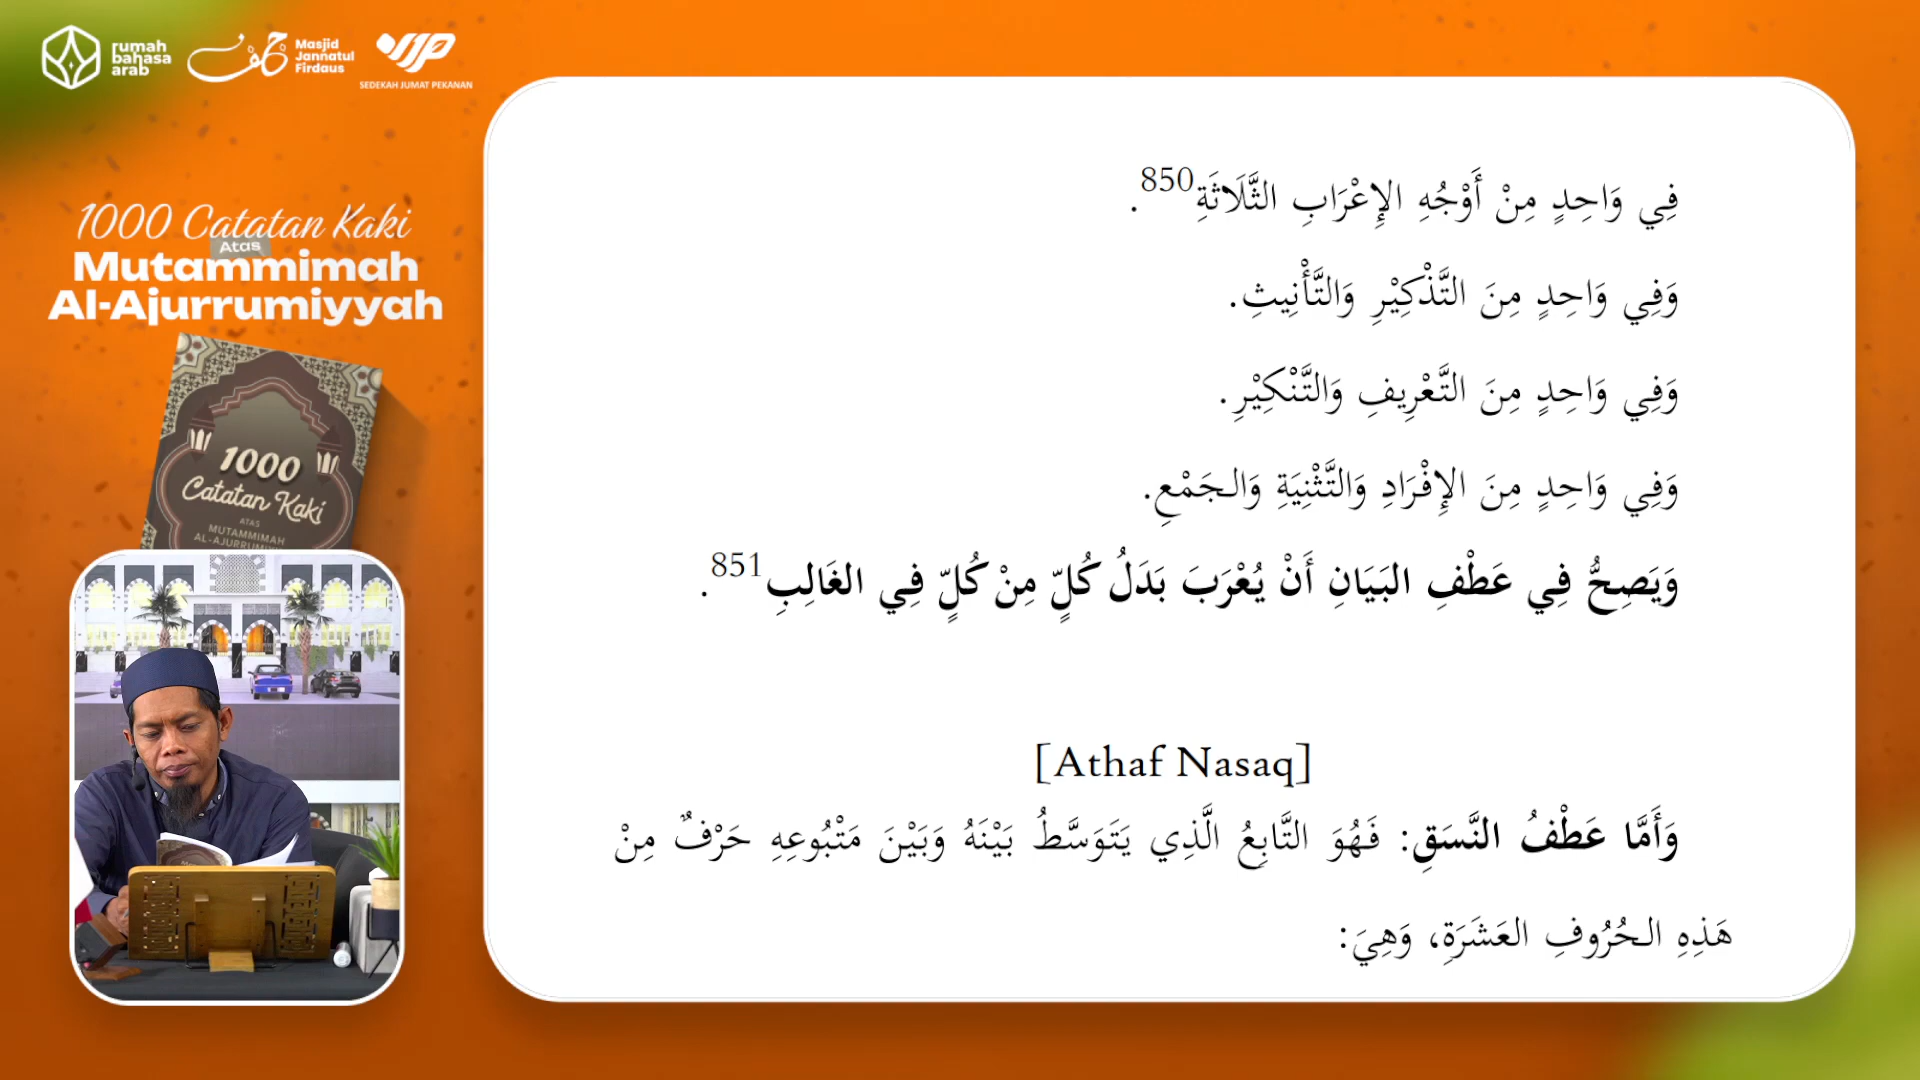 rumah
bahasa
arab
Masjid
Jannatul
Firdaus
VIP
SEDEKAH JUMAT PEKANAN
1000 Catatan Kaki
Atas
Mutammimah
Al-Ajurrumiyyah
1000
Catatan Kaki
ATAS
MUTAMMIMAH
فِي وَاحِدٍ مِنْ أَوْجُهِ الإِعْرَابِ الثَّلَاثَةِ850.
وَفِي وَاحِدٍ مِنَ التَّذْكِيْرِ وَالتَّأْنِيثِ.
وَفِي وَاحِدٍ مِنَ التَّعْرِيفِ وَالتَّنْكِيْرِ.
وَفِي وَاحِدٍ مِنَ الإِفْرَادِ وَالتَّثْنِيَةِ وَالجَمْعِ.
وَيَصِحُّ فِي عَطْفِ البَيَانِ أَنْ يُعْرَبَ بَدَلُ كُلٍّ مِنْ كُلٍّ فِي الغَالِبِ851.
[Athaf Nasaq]
وَأَمَّا عَطْفُ النَّسَقِ: فَهُوَ التَّابِعُ الَّذِي يَتَوَسَّطُ بَيْنَهُ وَبَيْنَ مَتْبُوعِهِ حَرْفٌ مِنْ
هَذِهِ الحُرُوفِ العَشَرَةِ، وَهِيَ: